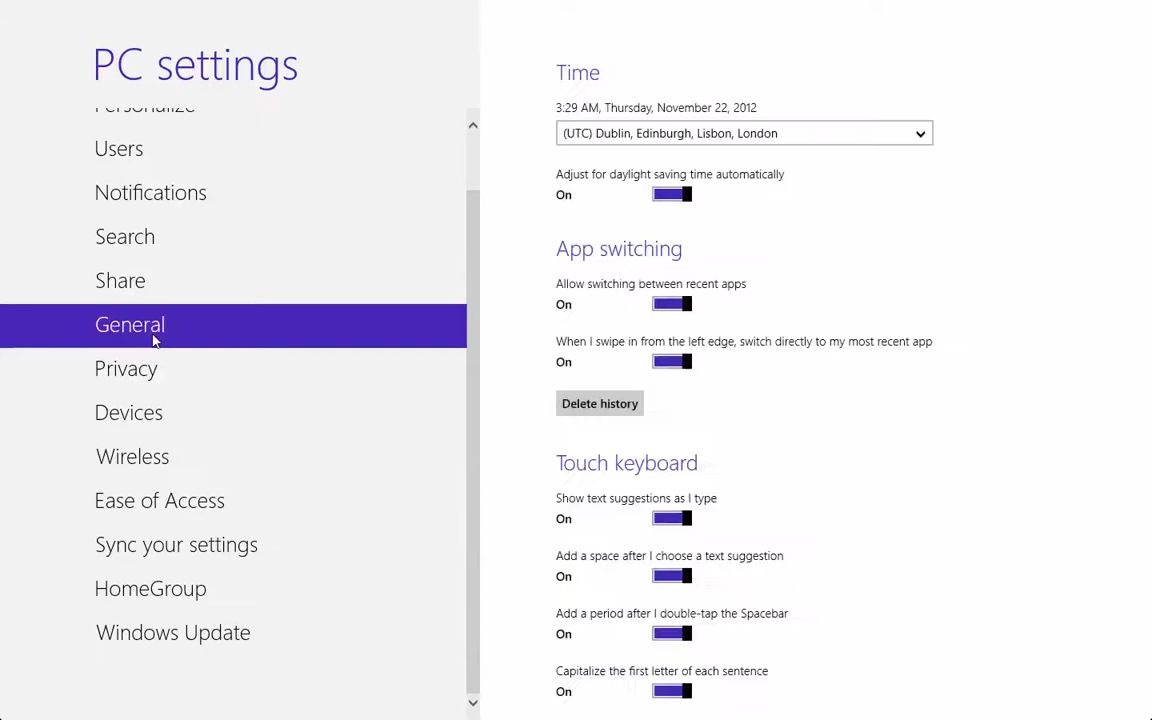 PC settings
Personalize
Users
Notifications
Search
Share
General
Privacy
Devices
Wireless
Ease of Access
Sync your settings
HomeGroup
Windows Update
Time
3:29 AM, Thursday, November 22, 2012
(UTC) Dublin, Edinburgh, Lisbon, London
Adjust for daylight saving time automatically
On
App switching
Allow switching between recent apps
On
When I swipe in from the left edge, switch directly to my most recent app
On
Delete history
Touch keyboard
Show text suggestions as I type
On
Add a space after I choose a text suggestion
On
Add a period after I double-tap the Spacebar
On
Capitalize the first letter of each sentence
On